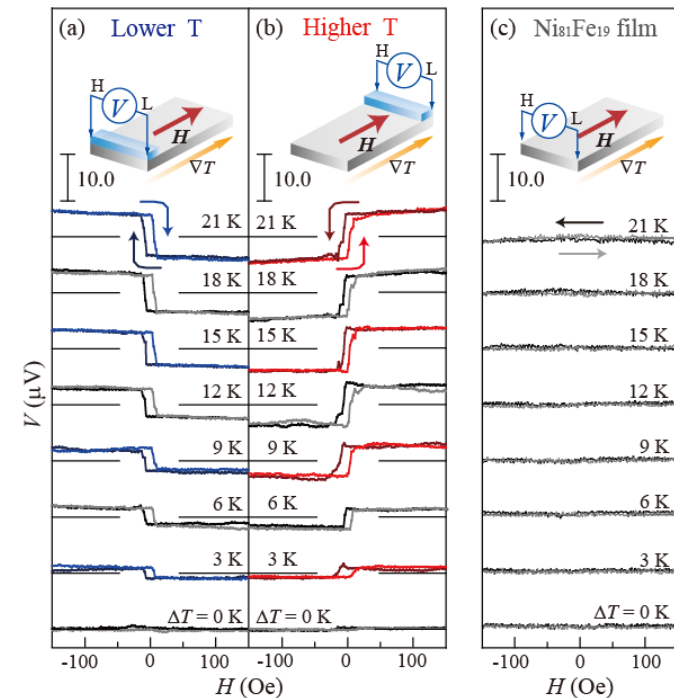 (a) Lower T
H
V
L
H
∇T
10.0
21 K
18 K
15 K
12 K
9 K
6 K
3 K
ΔT = 0 K
V (μV)
-100
0
100
(b) Higher T
H
V
L
H
∇T
10.0
21 K
18 K
15 K
12 K
9 K
6 K
3 K
ΔT = 0 K
-100
0
100
H (Oe)
(c) Ni81Fe19 film
H
V
L
H
∇T
10.0
21 K
18 K
15 K
12 K
9 K
6 K
3 K
ΔT = 0 K
-100
0
100
H (Oe)